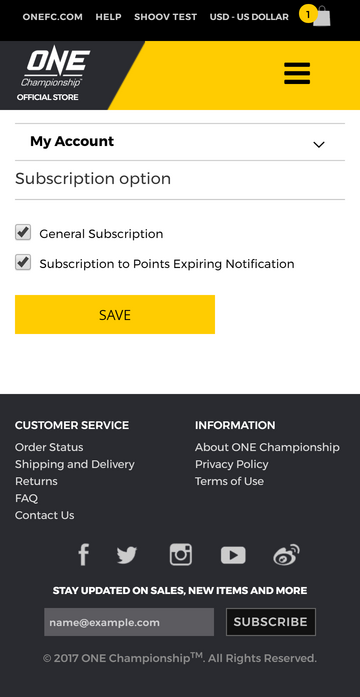 ONEFC.COM HELP SHOOV TEST USD - US DOLLAR 1
ONE
Championship™
OFFICIAL STORE
My Account
Subscription option
General Subscription
Subscription to Points Expiring Notification
SAVE
CUSTOMER SERVICE
Order Status
Shipping and Delivery
Returns
FAQ
Contact Us
INFORMATION
About ONE Championship
Privacy Policy
Terms of Use
STAY UPDATED ON SALES, NEW ITEMS AND MORE
name@example.com SUBSCRIBE
© 2017 ONE Championship™. All Rights Reserved.